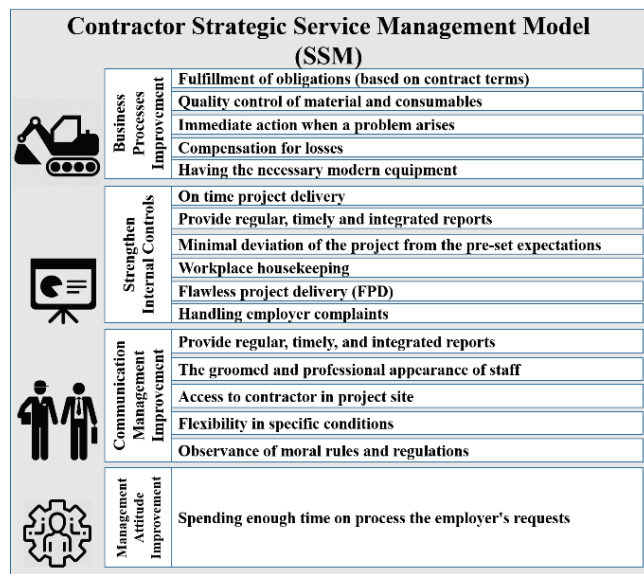 Contractor Strategic Service Management Model
(SSM)
Business Processes Improvement
Fulfillment of obligations (based on contract terms)
Quality control of material and consumables
Immediate action when a problem arises
Compensation for losses
Having the necessary modern equipment
Strengthen Internal Controls
On time project delivery
Provide regular, timely and integrated reports
Minimal deviation of the project from the pre-set expectations
Workplace housekeeping
Flawless project delivery (FPD)
Handling employer complaints
Communication Management Improvement
Provide regular, timely, and integrated reports
The groomed and professional appearance of staff
Access to contractor in project site
Flexibility in specific conditions
Observance of moral rules and regulations
Management Attitude Improvement
Spending enough time on process the employer's requests